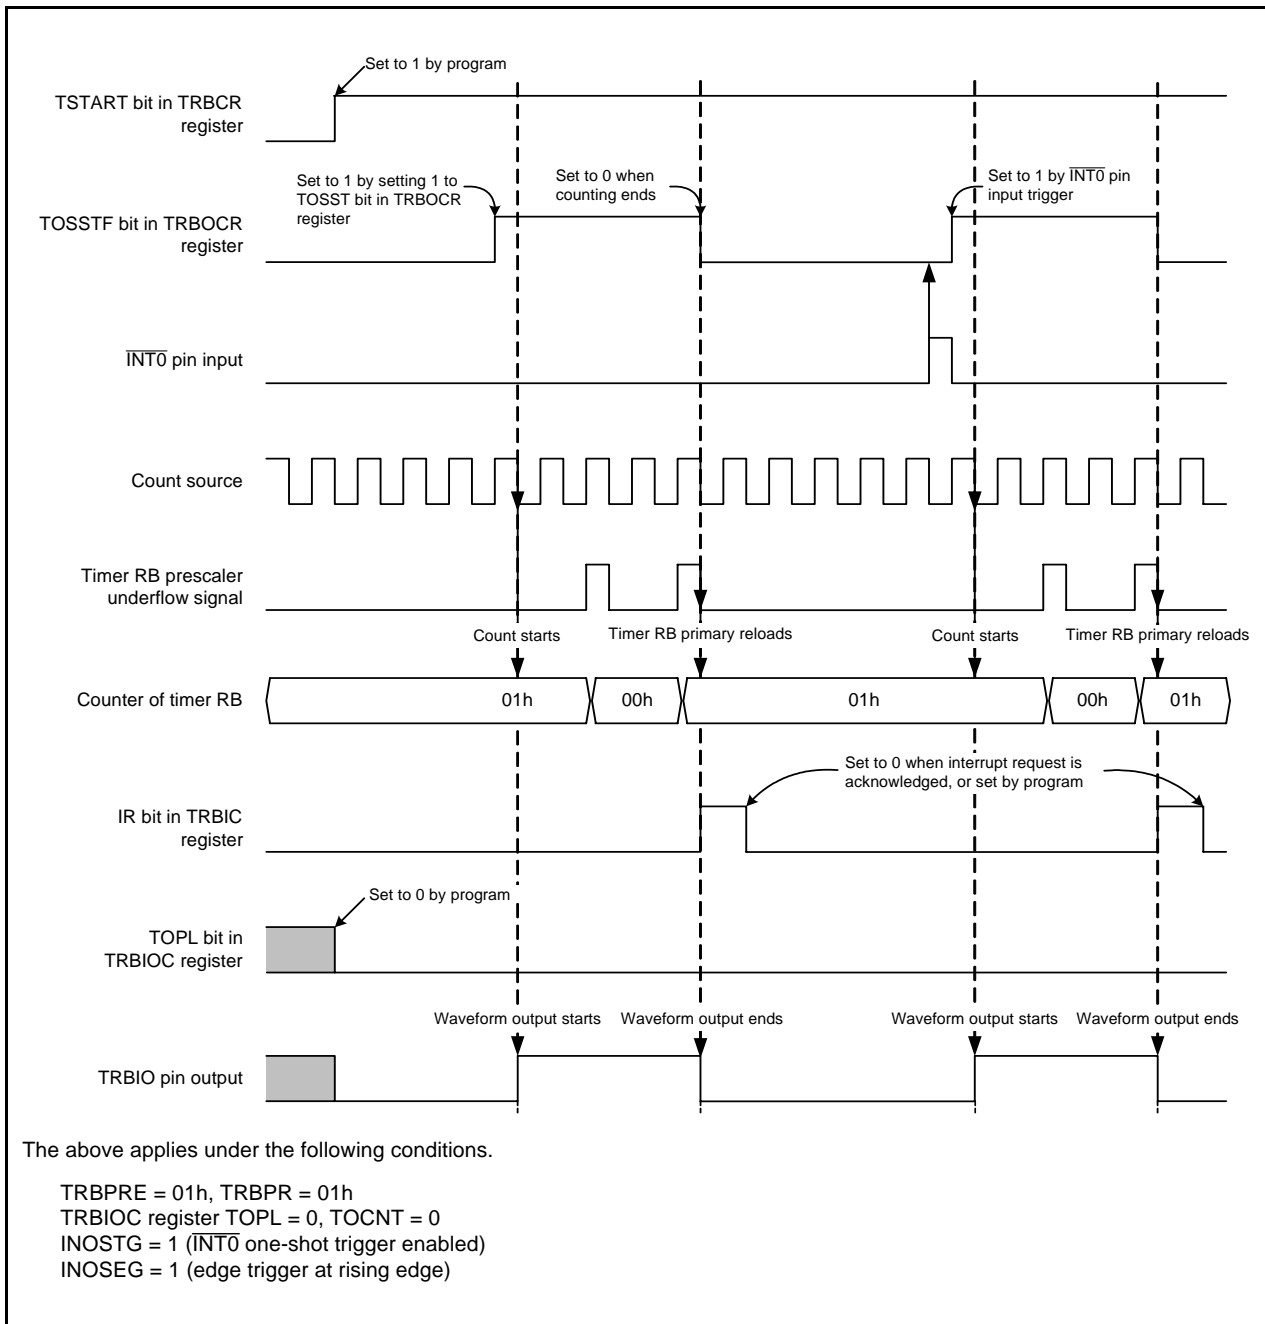 Set to 1 by program
TSTART bit in TRBCR
register
Set to 1 by setting 1 to
TOSST bit in TRBOCR
register
Set to 0 when
counting ends
Set to 1 by INT0 pin
input trigger
TOSSTF bit in TRBOCR
register
INT0 pin input
Count source
Timer RB prescaler
underflow signal
Count starts
Timer RB primary reloads
Count starts
Timer RB primary reloads
Counter of timer RB
01h
00h
01h
00h
01h
Set to 0 when interrupt request is
acknowledged, or set by program
IR bit in TRBIC
register
Set to 0 by program
TOPL bit in
TRBIOC register
Waveform output starts
Waveform output ends
Waveform output starts
Waveform output ends
TRBIO pin output
The above applies under the following conditions.
TRBPRE = 01h, TRBPR = 01h
TRBIOC register TOPL = 0, TOCNT = 0
INOSTG = 1 (INT0 one-shot trigger enabled)
INOSEG = 1 (edge trigger at rising edge)